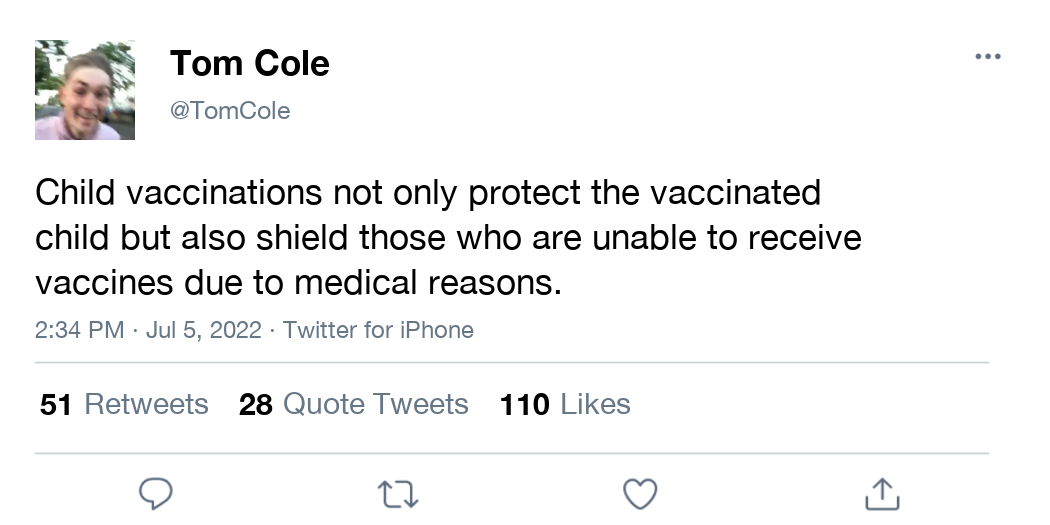 Tom Cole
@TomCole
Child vaccinations not only protect the vaccinated
child but also shield those who are unable to receive
vaccines due to medical reasons.
2:34 PM · Jul 5, 2022 · Twitter for iPhone
51 Retweets 28 Quote Tweets 110 Likes